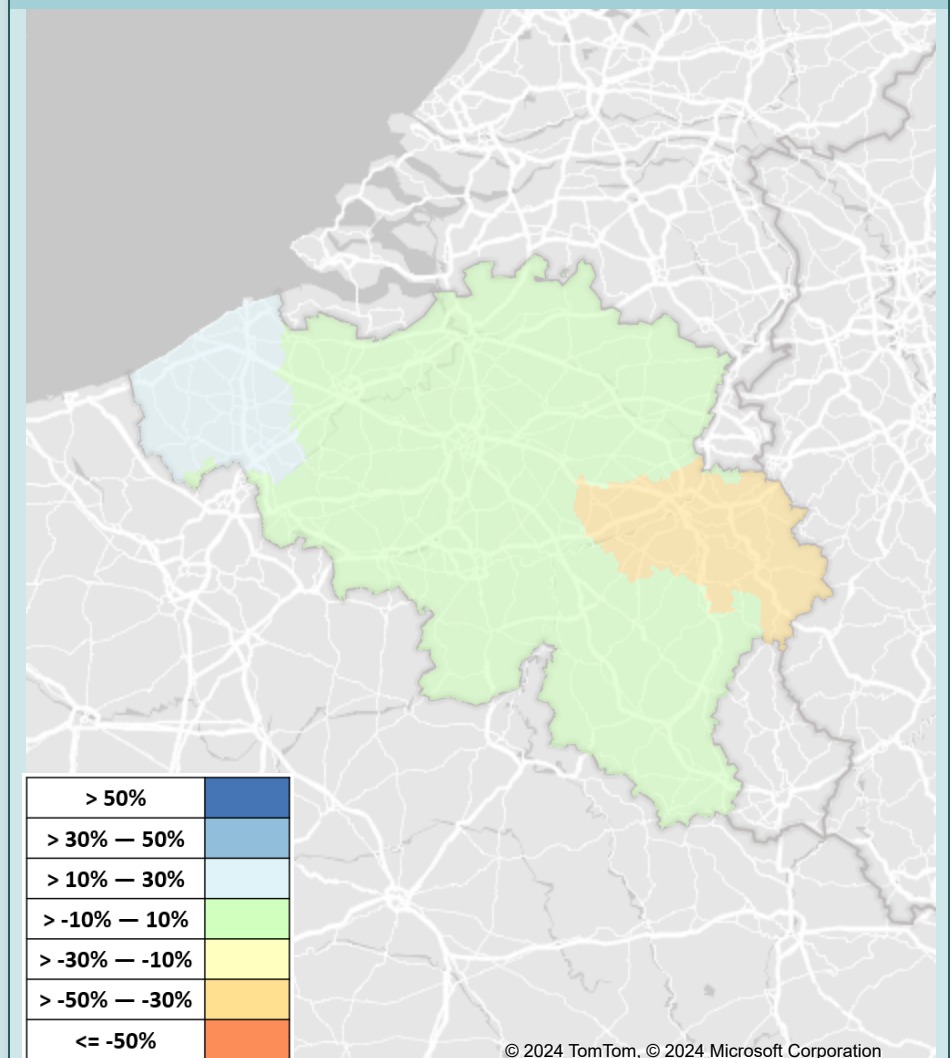 > 50%
> 30% — 50%
> 10% — 30%
> -10% — 10%
> -30% — -10%
> -50% — -30%
<= -50%
© 2024 TomTom, © 2024 Microsoft Corporation